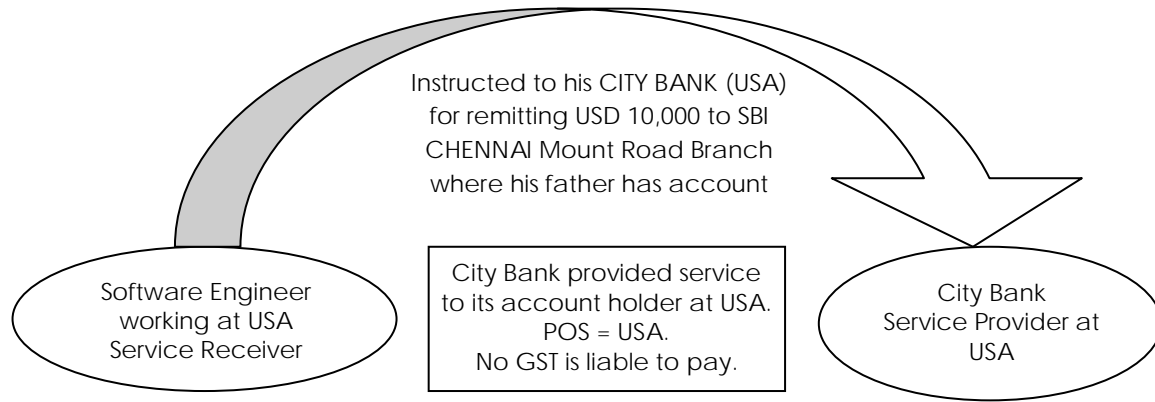 Instructed to his CITY BANK (USA)
for remitting USD 10,000 to SBI
CHENNAI Mount Road Branch
where his father has account
Software Engineer
working at USA
Service Receiver
City Bank provided service
to its account holder at USA.
POS = USA.
No GST is liable to pay.
City Bank
Service Provider at
USA